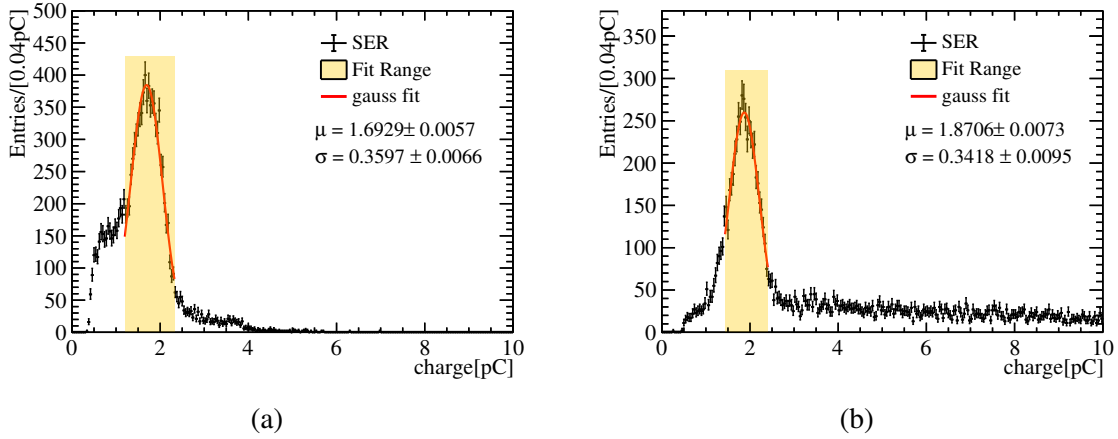 Entries/[0.04pC]
500
450
400
350
300
250
200
150
100
50
0
0 2 4 6 8 10
charge[pC]
SER
Fit Range
gauss fit
μ = 1.6929± 0.0057
σ = 0.3597 ± 0.0066
(a)
Entries/[0.04pC]
350
300
250
200
150
100
50
0
0 2 4 6 8 10
charge[pC]
SER
Fit Range
gauss fit
μ = 1.8706± 0.0073
σ = 0.3418 ± 0.0095
(b)